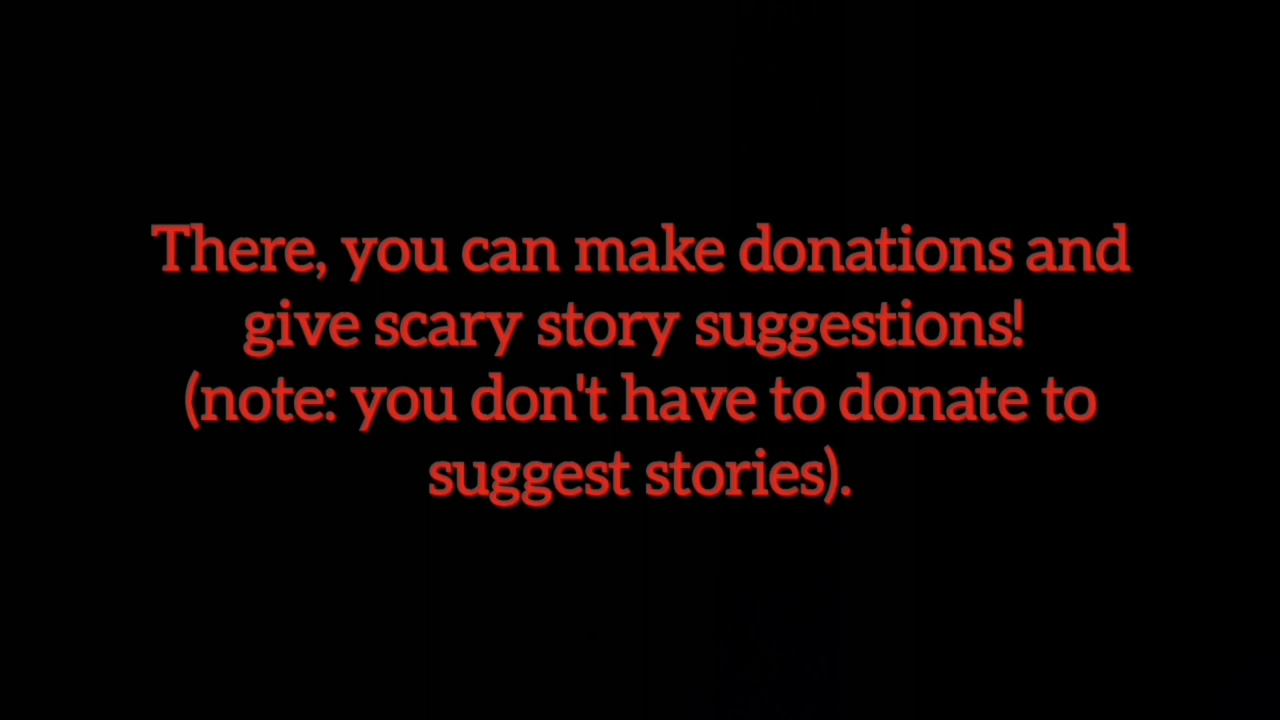 There, you can make donations and
give scary story suggestions!
(note: you don't have to donate to
suggest stories).